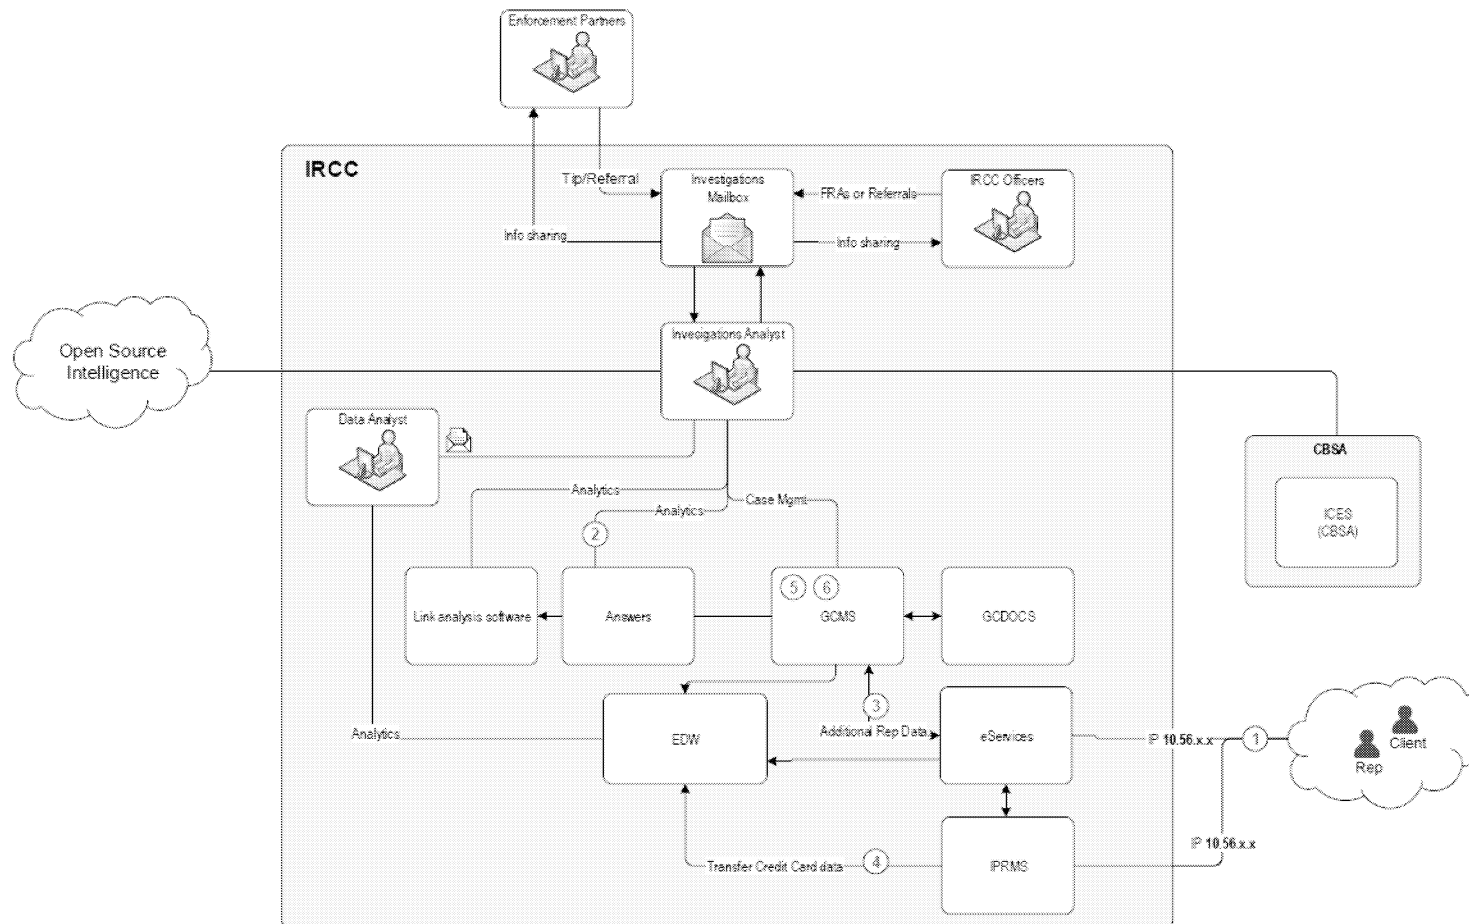 Enforcement Partners
IRCC
Tip/Referral
Investigations
Mailbox
FRAs or Referrals
IRCC Officers
Info sharing
Info sharing
Open Source
Intelligence
Invesigations Analyst
Data Analyst
CBSA
ICES
(CBSA)
Analytics
Case Mgmt
Analytics
2
5 6
Link analysis software
Answers
GCMS
GCDOCS
3
Analytics
EDW
Additional Rep Data
eServices
IP 10.56.x.x
1
Client
Rep
IP 10.56.x.x
Transfer Credit Card data
4
IPRMS